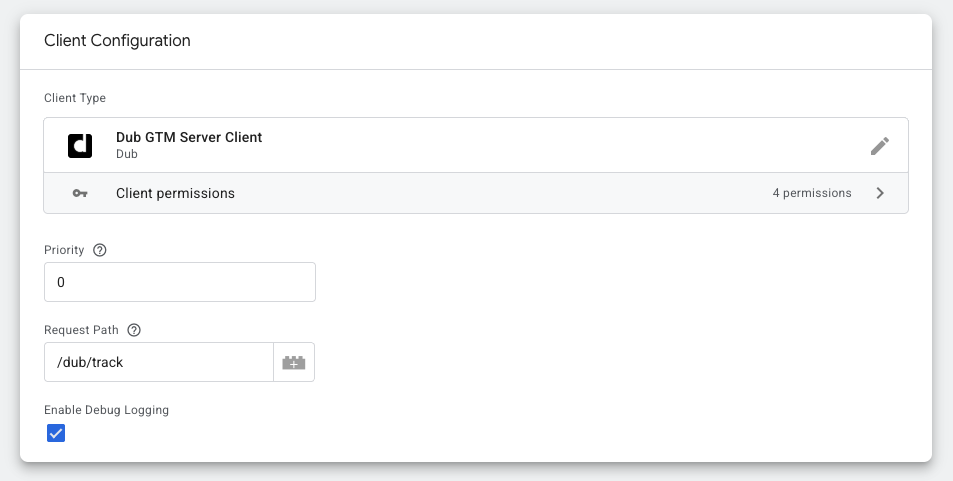 Client Configuration
Client Type
Dub GTM Server Client
Dub
Client permissions
4 permissions
Priority
0
Request Path
/dub/track
Enable Debug Logging